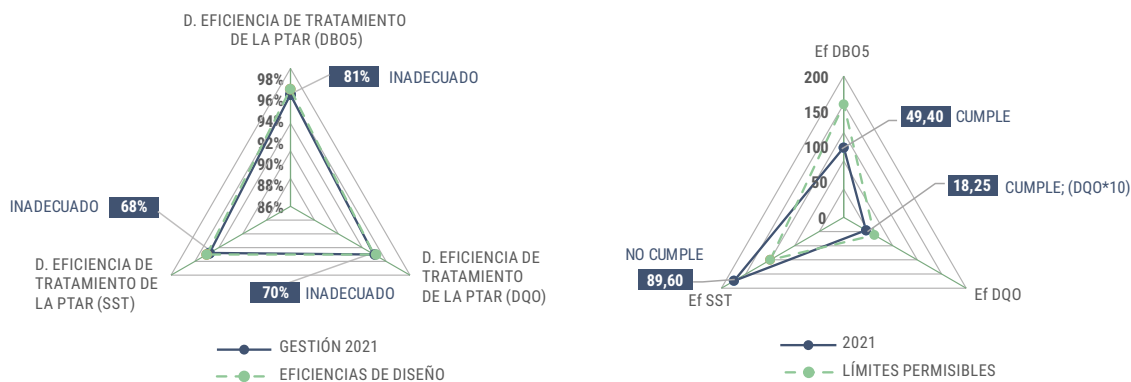 D. EFICIENCIA DE TRATAMIENTO
DE LA PTAR (DBO5)
98%
96%
94%
92%
90%
88%
86%
81% INADECUADO
INADECUADO 68%
D. EFICIENCIA DE
TRATAMIENTO DE
LA PTAR (SST)
70% INADECUADO
D. EFICIENCIA DE
TRATAMIENTO
DE LA PTAR (DQO)
GESTIÓN 2021
EFICIENCIAS DE DISEÑO
Ef DBO5
200
150
100
50
0
49,40 CUMPLE
18,25 CUMPLE; (DQO*10)
NO CUMPLE
89,60
Ef SST
Ef DQO
2021
LÍMITES PERMISIBLES